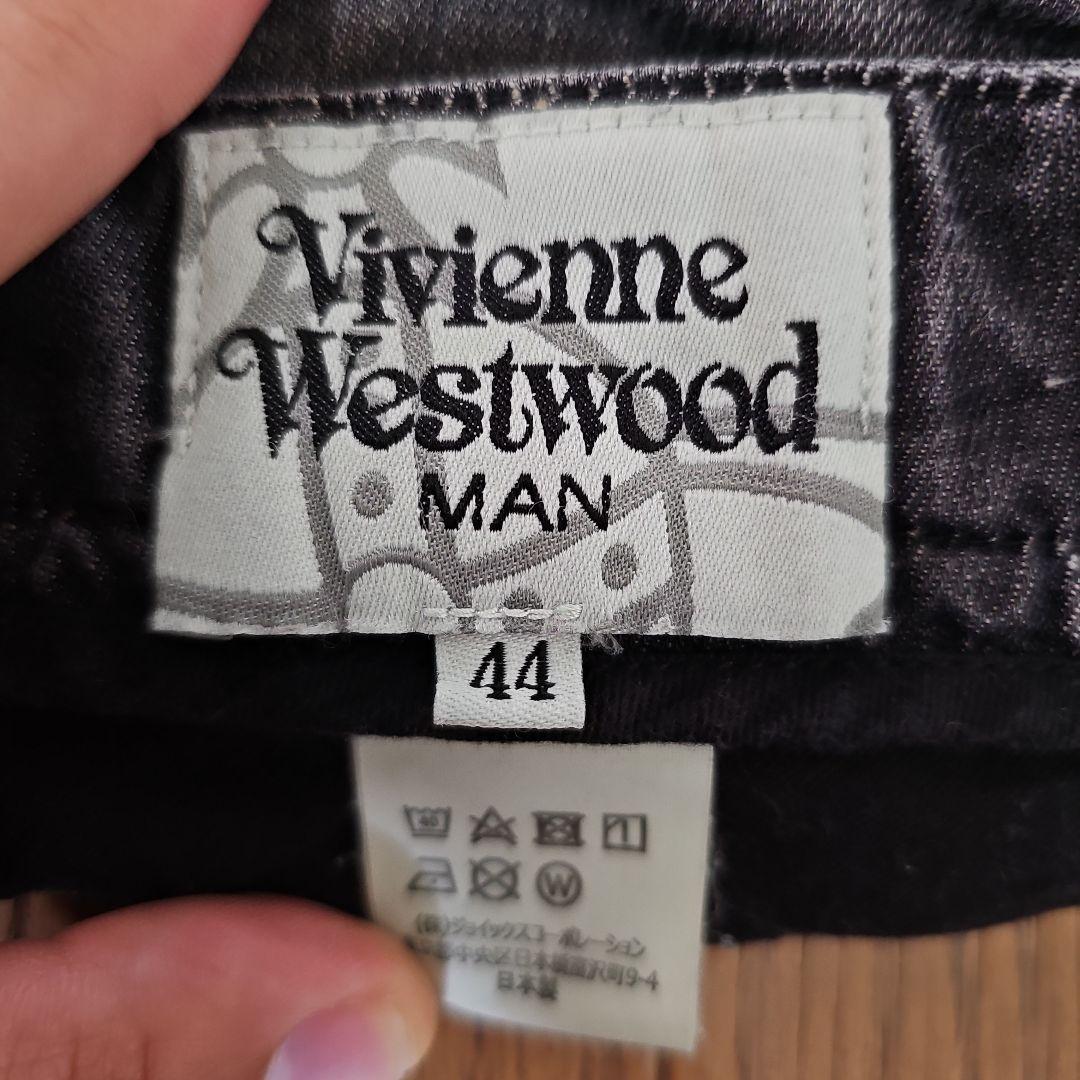 Vivienne
Westwood
MAN
44
40
W
(株)ジョイックスコーポレーション
中央区日本橋富沢町9-4
日本製